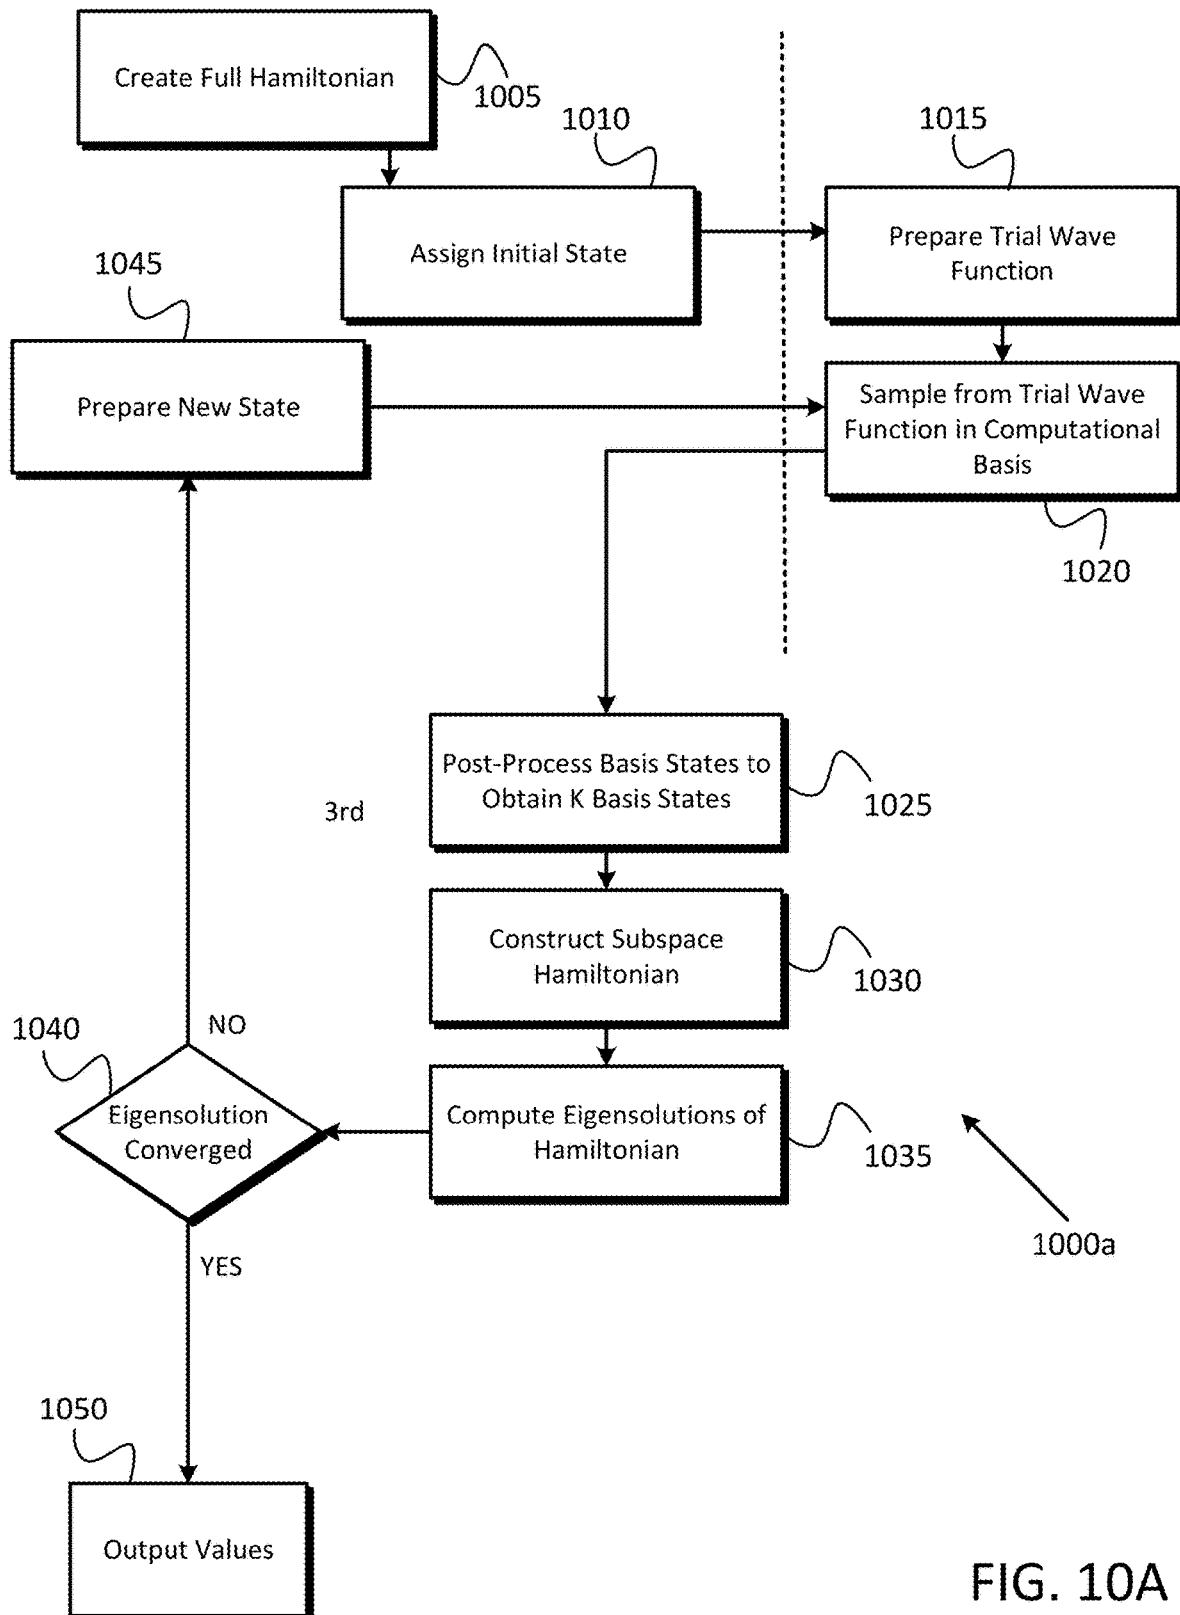 Create Full Hamiltonian
1005
1010
1015
Assign Initial State
Prepare Trial Wave
Function
1045
Prepare New State
Sample from Trial Wave
Function in Computational
Basis
1020
Post-Process Basis States to
Obtain K Basis States
1025
3rd
Construct Subspace
Hamiltonian
1030
1040
NO
Eigensolution
Converged
Compute Eigensolutions of
Hamiltonian
1035
1000a
YES
1050
Output Values
FIG. 10A